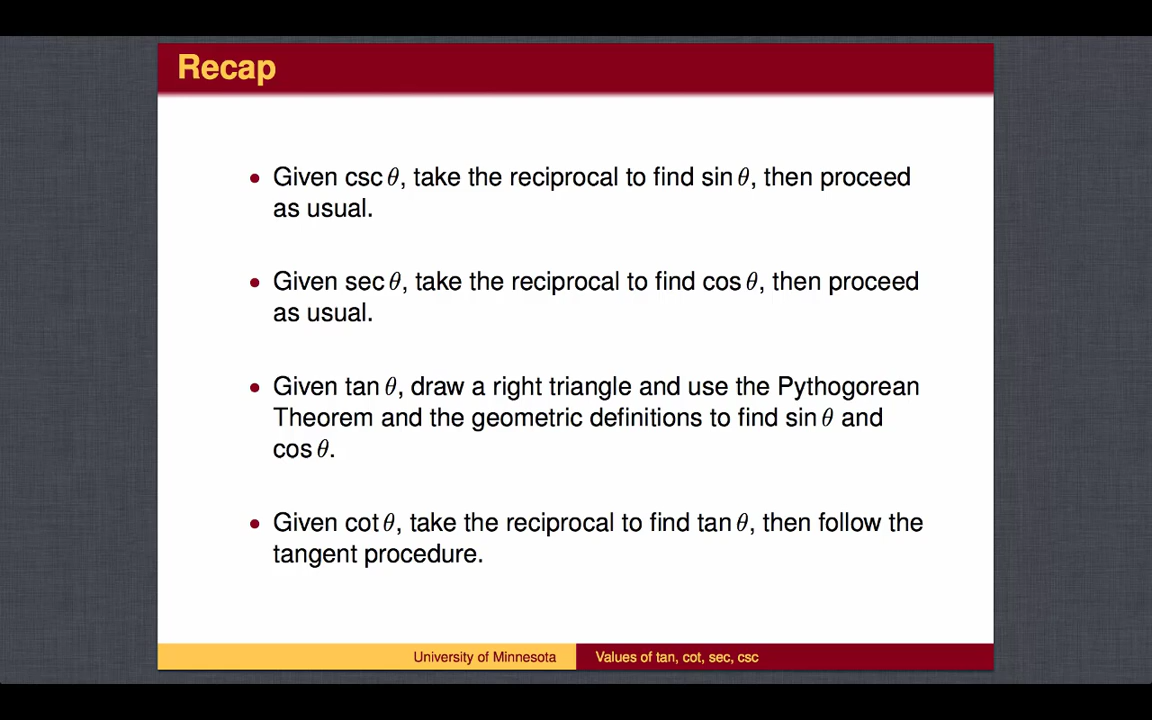 Recap
• Given csc θ, take the reciprocal to find sin θ, then proceed
as usual.
• Given sec θ, take the reciprocal to find cos θ, then proceed
as usual.
• Given tan θ, draw a right triangle and use the Pythogorean
Theorem and the geometric definitions to find sin θ and
cos θ.
• Given cot θ, take the reciprocal to find tan θ, then follow the
tangent procedure.
University of Minnesota
Values of tan, cot, sec, csc